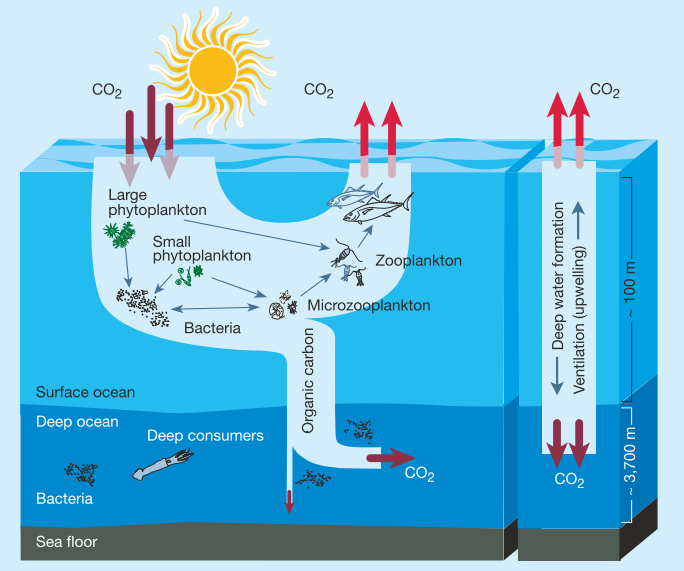 CO2
CO2
CO2
Large
phytoplankton
Small
phytoplankton
Zooplankton
Microzooplankton
Bacteria
Organic carbon
Deep water formation
Ventilation (upwelling)
~ 100 m
Surface ocean
Deep ocean
Deep consumers
Bacteria
CO2
CO2
~ 3,700 m
Sea floor